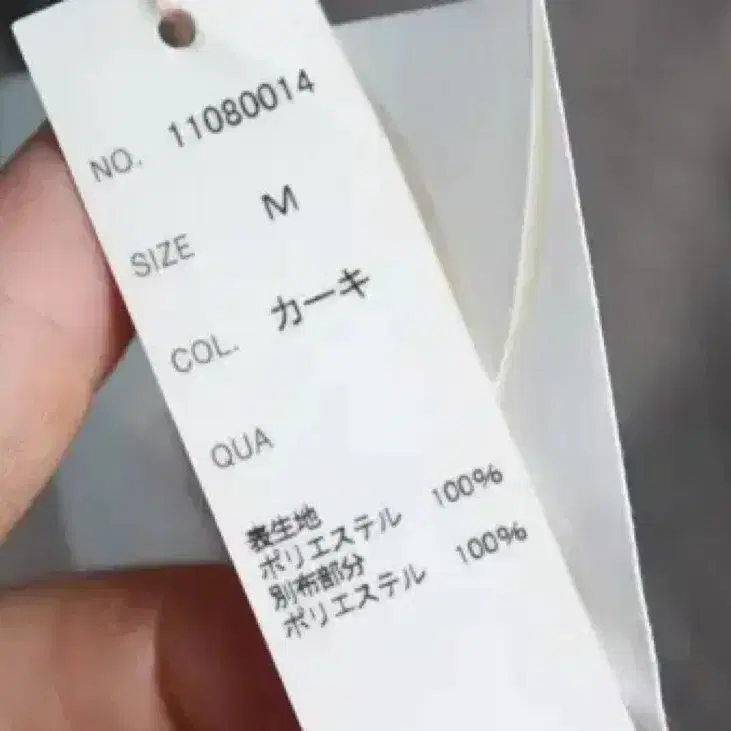 NO. 11080014
SIZE M
COL. カーキ
QUA
表生地
ポリエステル 100%
別布部分
ポリエステル 100%